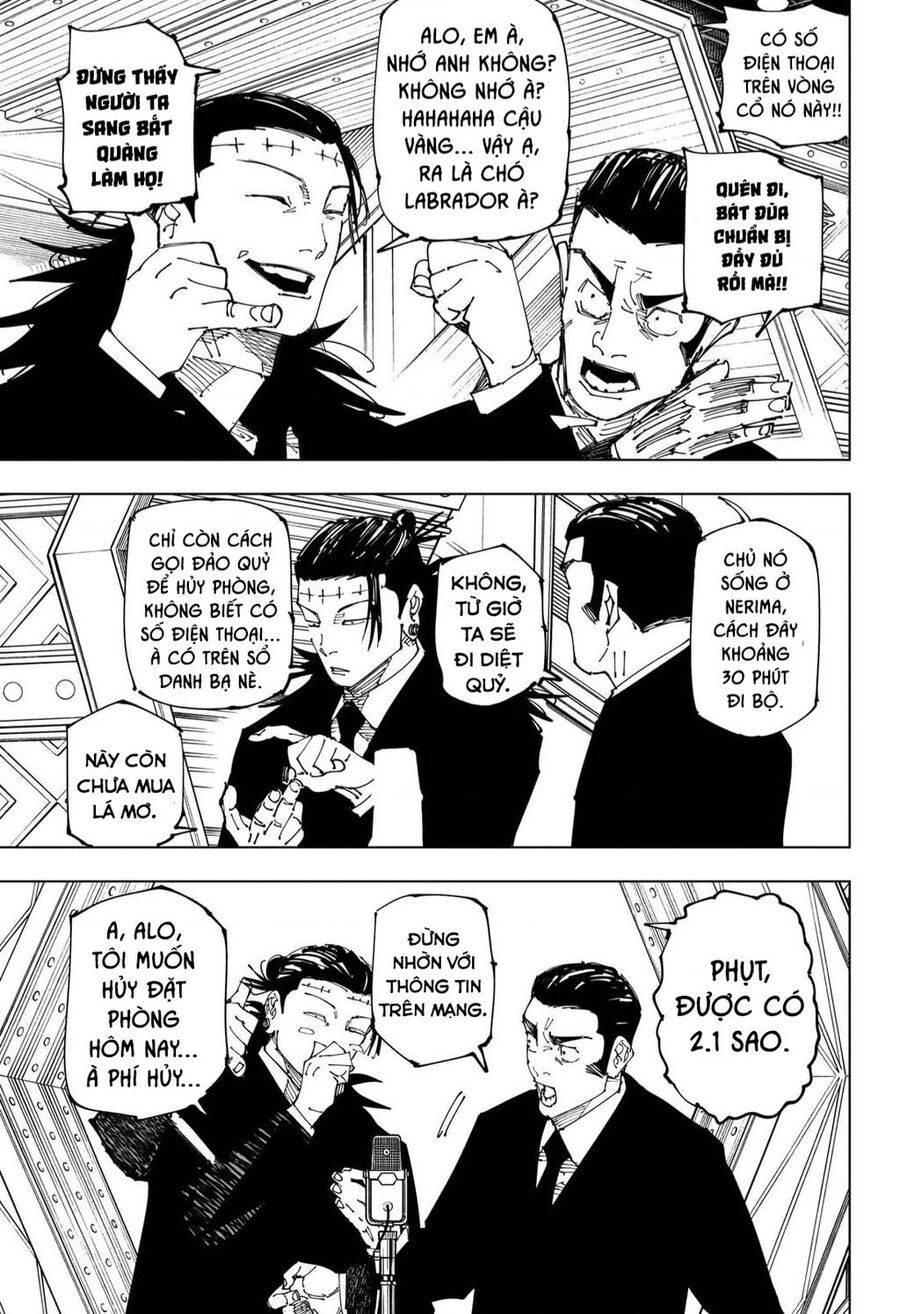 CÓ SỐ
ĐIỆN THOẠI
TRÊN VÒNG
CỔ NÓ NÀY!!
QUÊN ĐI,
BÁT ĐŨA
CHUẨN BỊ
ĐẦY ĐỦ
RỒI MÀ!!
ALO, EM À,
NHỚ ANH KHÔNG?
KHÔNG NHỚ À?
HAHAHAHA CẬU
VÀNG... VẬY Ạ,
RA LÀ CHÓ
LABRADOR À?
ĐỪNG THẤY
NGƯỜI TA
SANG BẮT
QUÀNG
LÀM HỌ!
CHỦ NÓ
SỐNG Ở
NERIMA,
CÁCH ĐÂY
KHOẢNG
30 PHÚT
ĐI BỘ.
KHÔNG,
TỪ GIỜ
TA SẼ
ĐI DIỆT
QUỶ.
CHỈ CÒN CÁCH
GỌI ĐẢO QUỶ
ĐỂ HỦY PHÒNG,
KHÔNG BIẾT CÓ
SỐ ĐIỆN THOẠI...
À CÓ TRÊN SỔ
DANH BẠ NÈ.
NÀY CÒN
CHƯA MUA
LÁ MƠ.
PHỤT,
ĐƯỢC CÓ
2.1 SAO.
ĐỪNG
NHỜN VỚI
THÔNG TIN
TRÊN MẠNG.
A, ALO,
TÔI MUỐN
HỦY ĐẶT
PHÒNG
HÔM NAY...
À PHÍ HỦY...